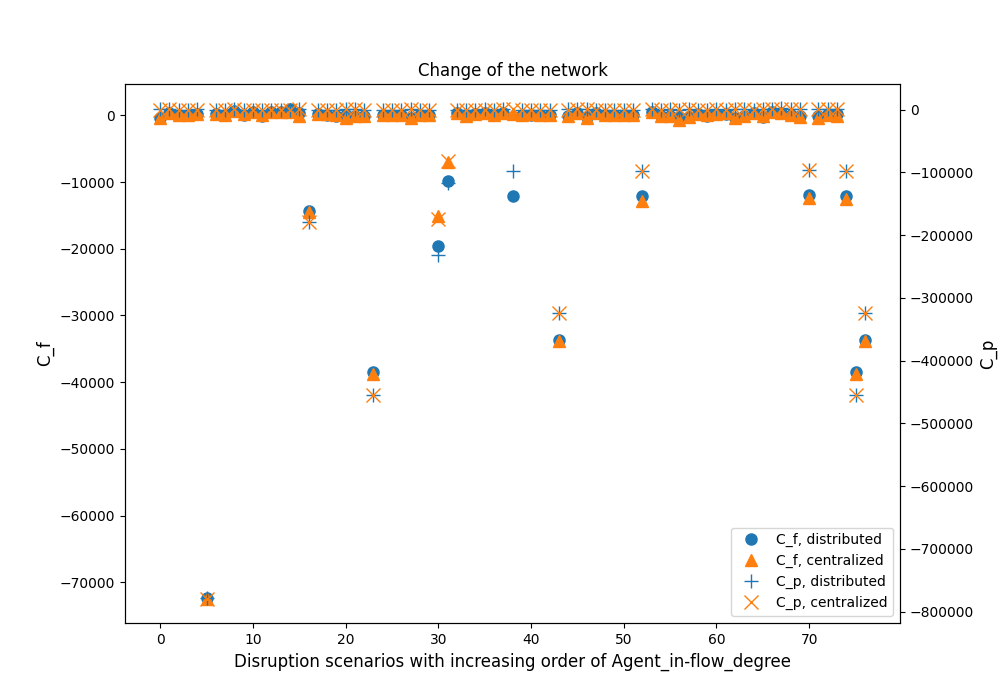 Change of the network
0
−10000
−20000
−30000
−40000
−50000
−60000
−70000
C_f
0
−100000
−200000
−300000
−400000
−500000
−600000
−700000
−800000
C_p
C_f, distributed
C_f, centralized
C_p, distributed
C_p, centralized
0 10 20 30 40 50 60 70
Disruption scenarios with increasing order of Agent_in-flow_degree